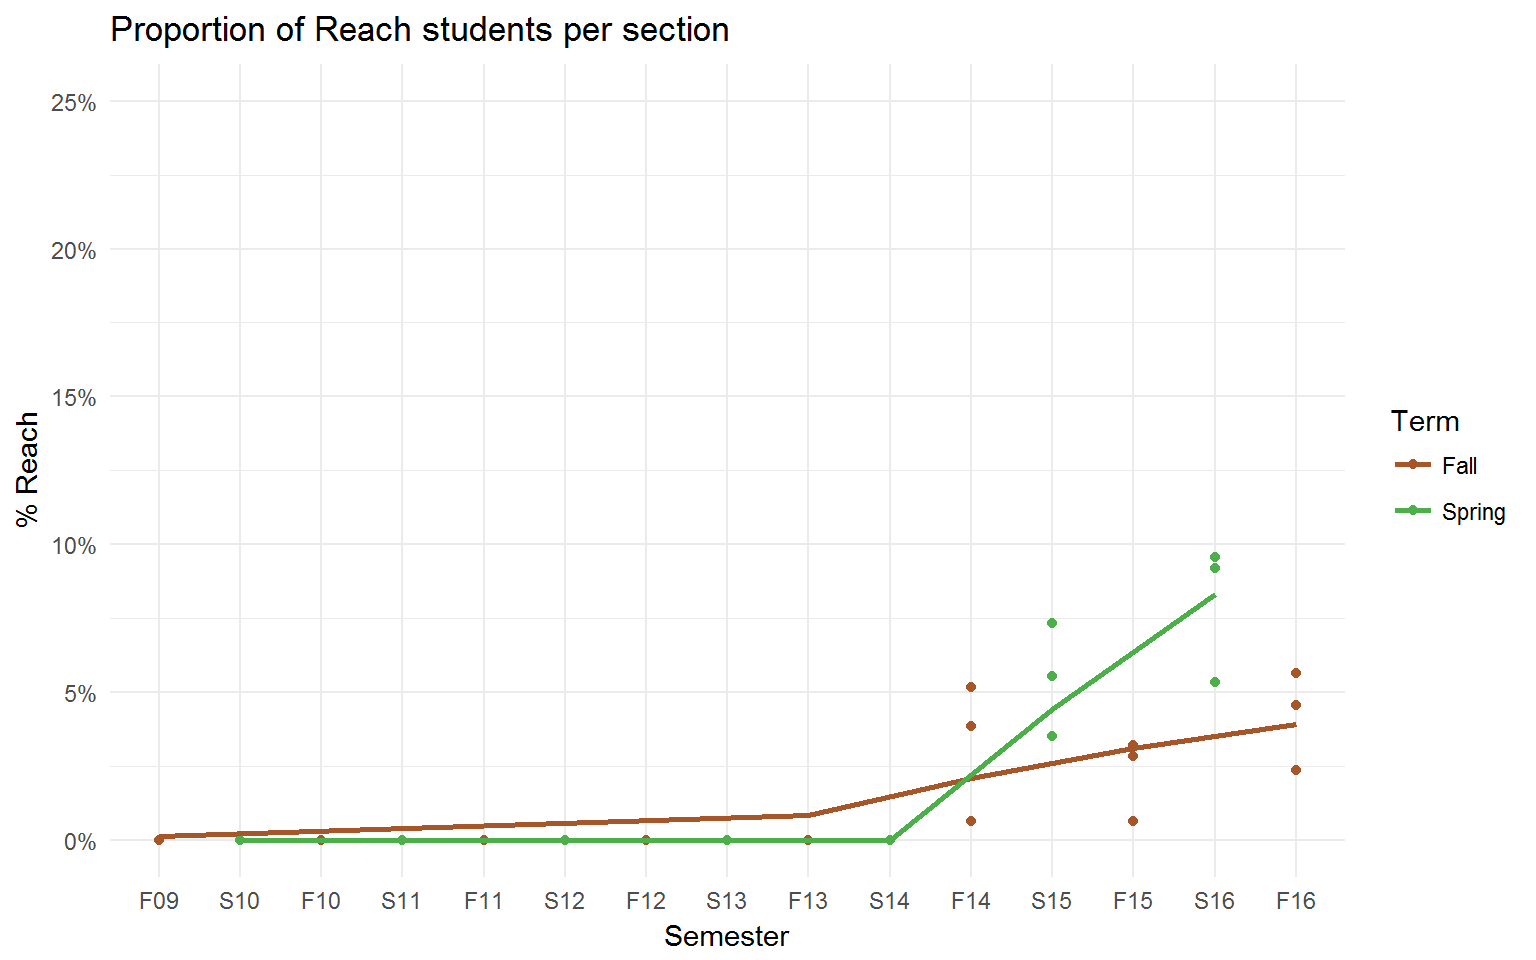 Proportion of Reach students per section
25%
20%
15%
10%
5%
0%
% Reach
F09 S10 F10 S11 F11 S12 F12 S13 F13 S14 F14 S15 F15 S16 F16
Semester
Term
Fall
Spring